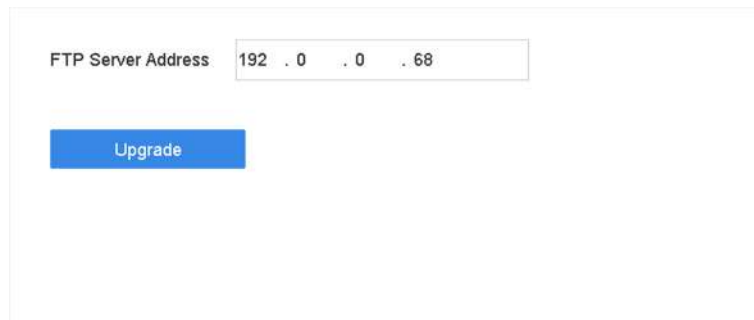 FTP Server Address 192 . 0 . 0 . 68
Upgrade